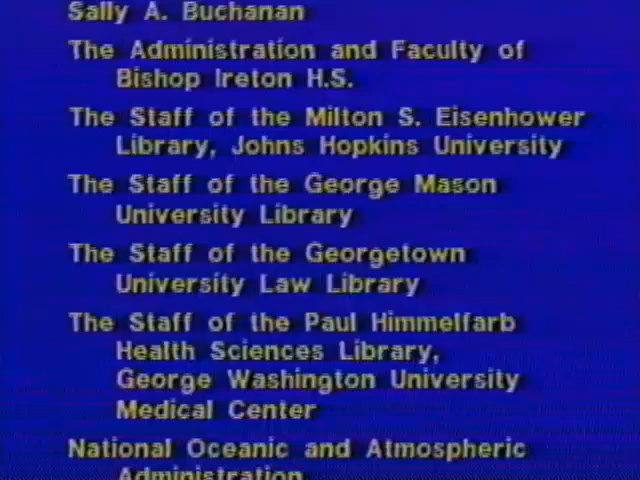 Sally A. Buchanan
The Administration and Faculty of
Bishop Ireton H.S.
The Staff of the Milton S. Eisenhower
Library, Johns Hopkins University
The Staff of the George Mason
University Library
The Staff of the Georgetown
University Law Library
The Staff of the Paul Himmelfarb
Health Sciences Library,
George Washington University
Medical Center
National Oceanic and Atmospheric
Administration